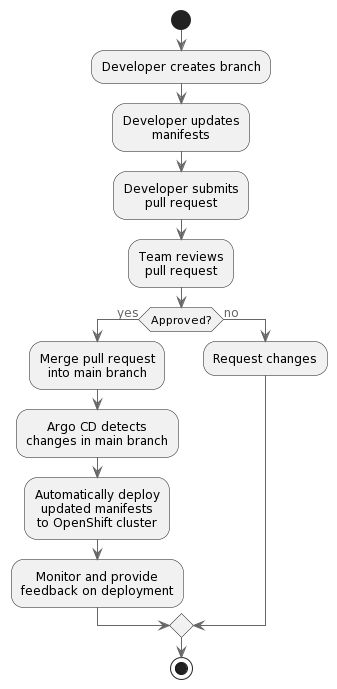 Developer creates branch
Developer updates
manifests
Developer submits
pull request
Team reviews
pull request
Approved?
yes
no
Merge pull request
into main branch
Request changes
Argo CD detects
changes in main branch
Automatically deploy
updated manifests
to OpenShift cluster
Monitor and provide
feedback on deployment